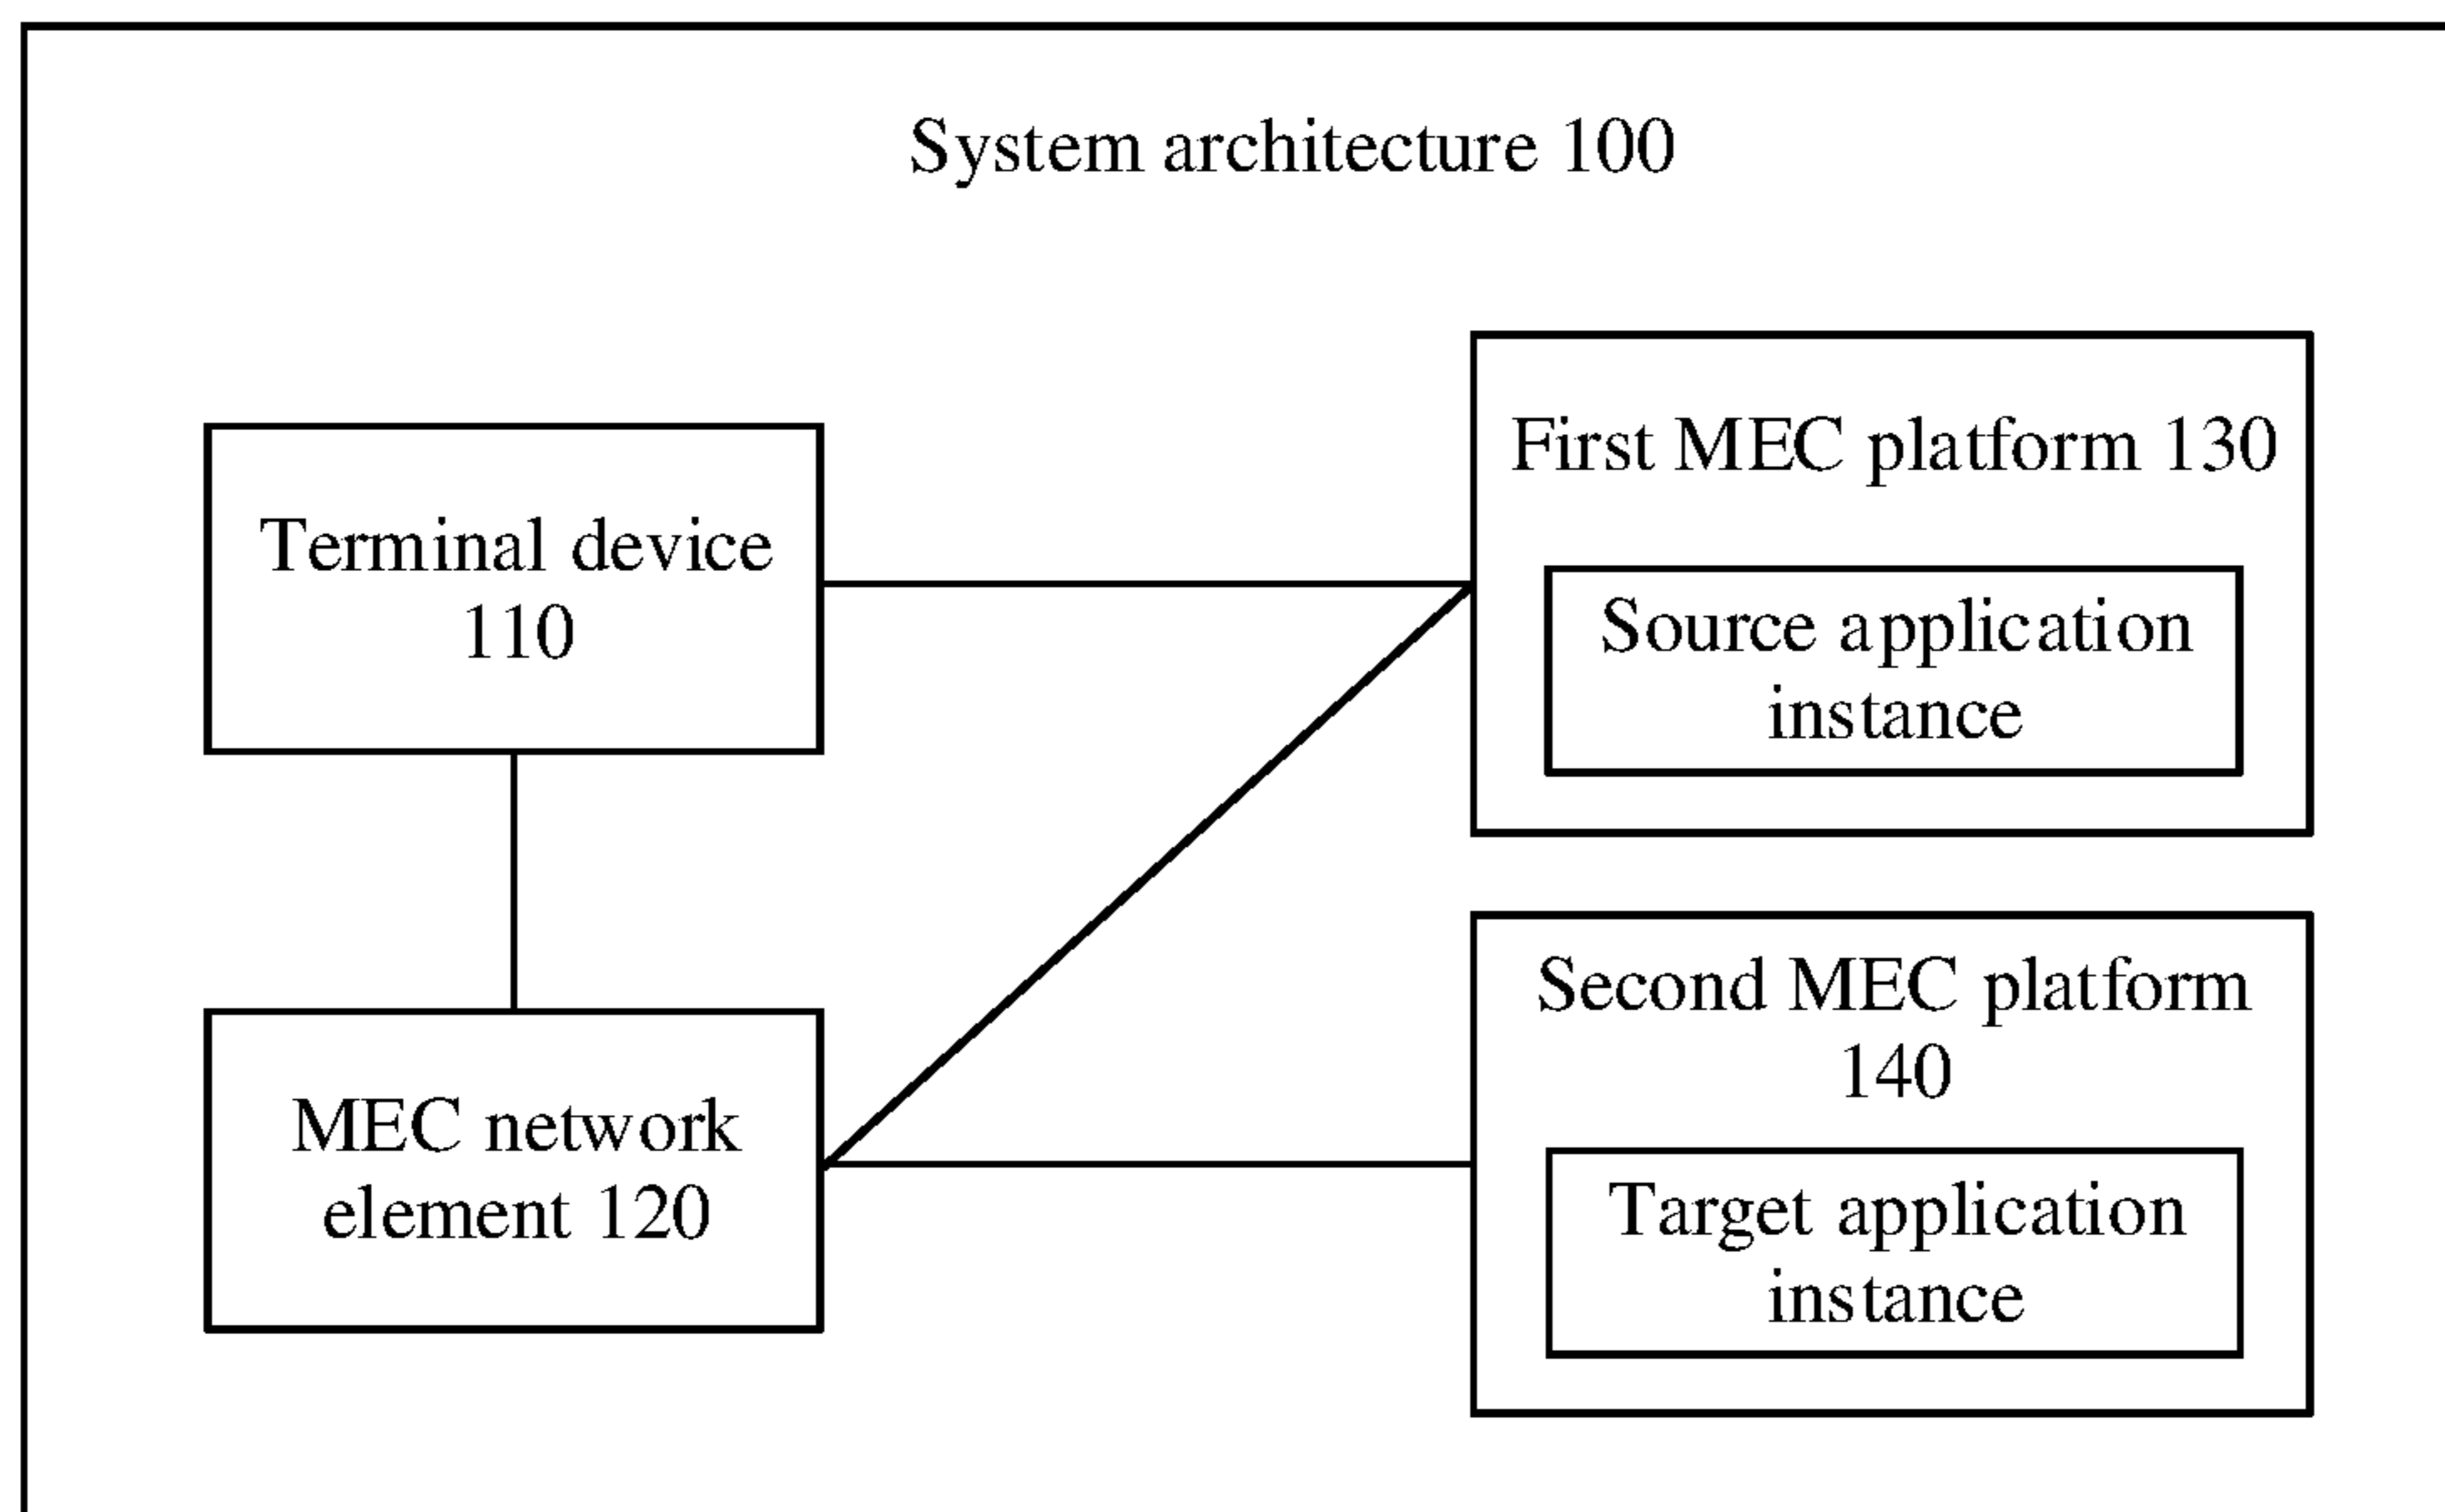 System architecture 100
Terminal device
110
First MEC platform 130
Source application
instance
MEC network
element 120
Second MEC platform
140
Target application
instance